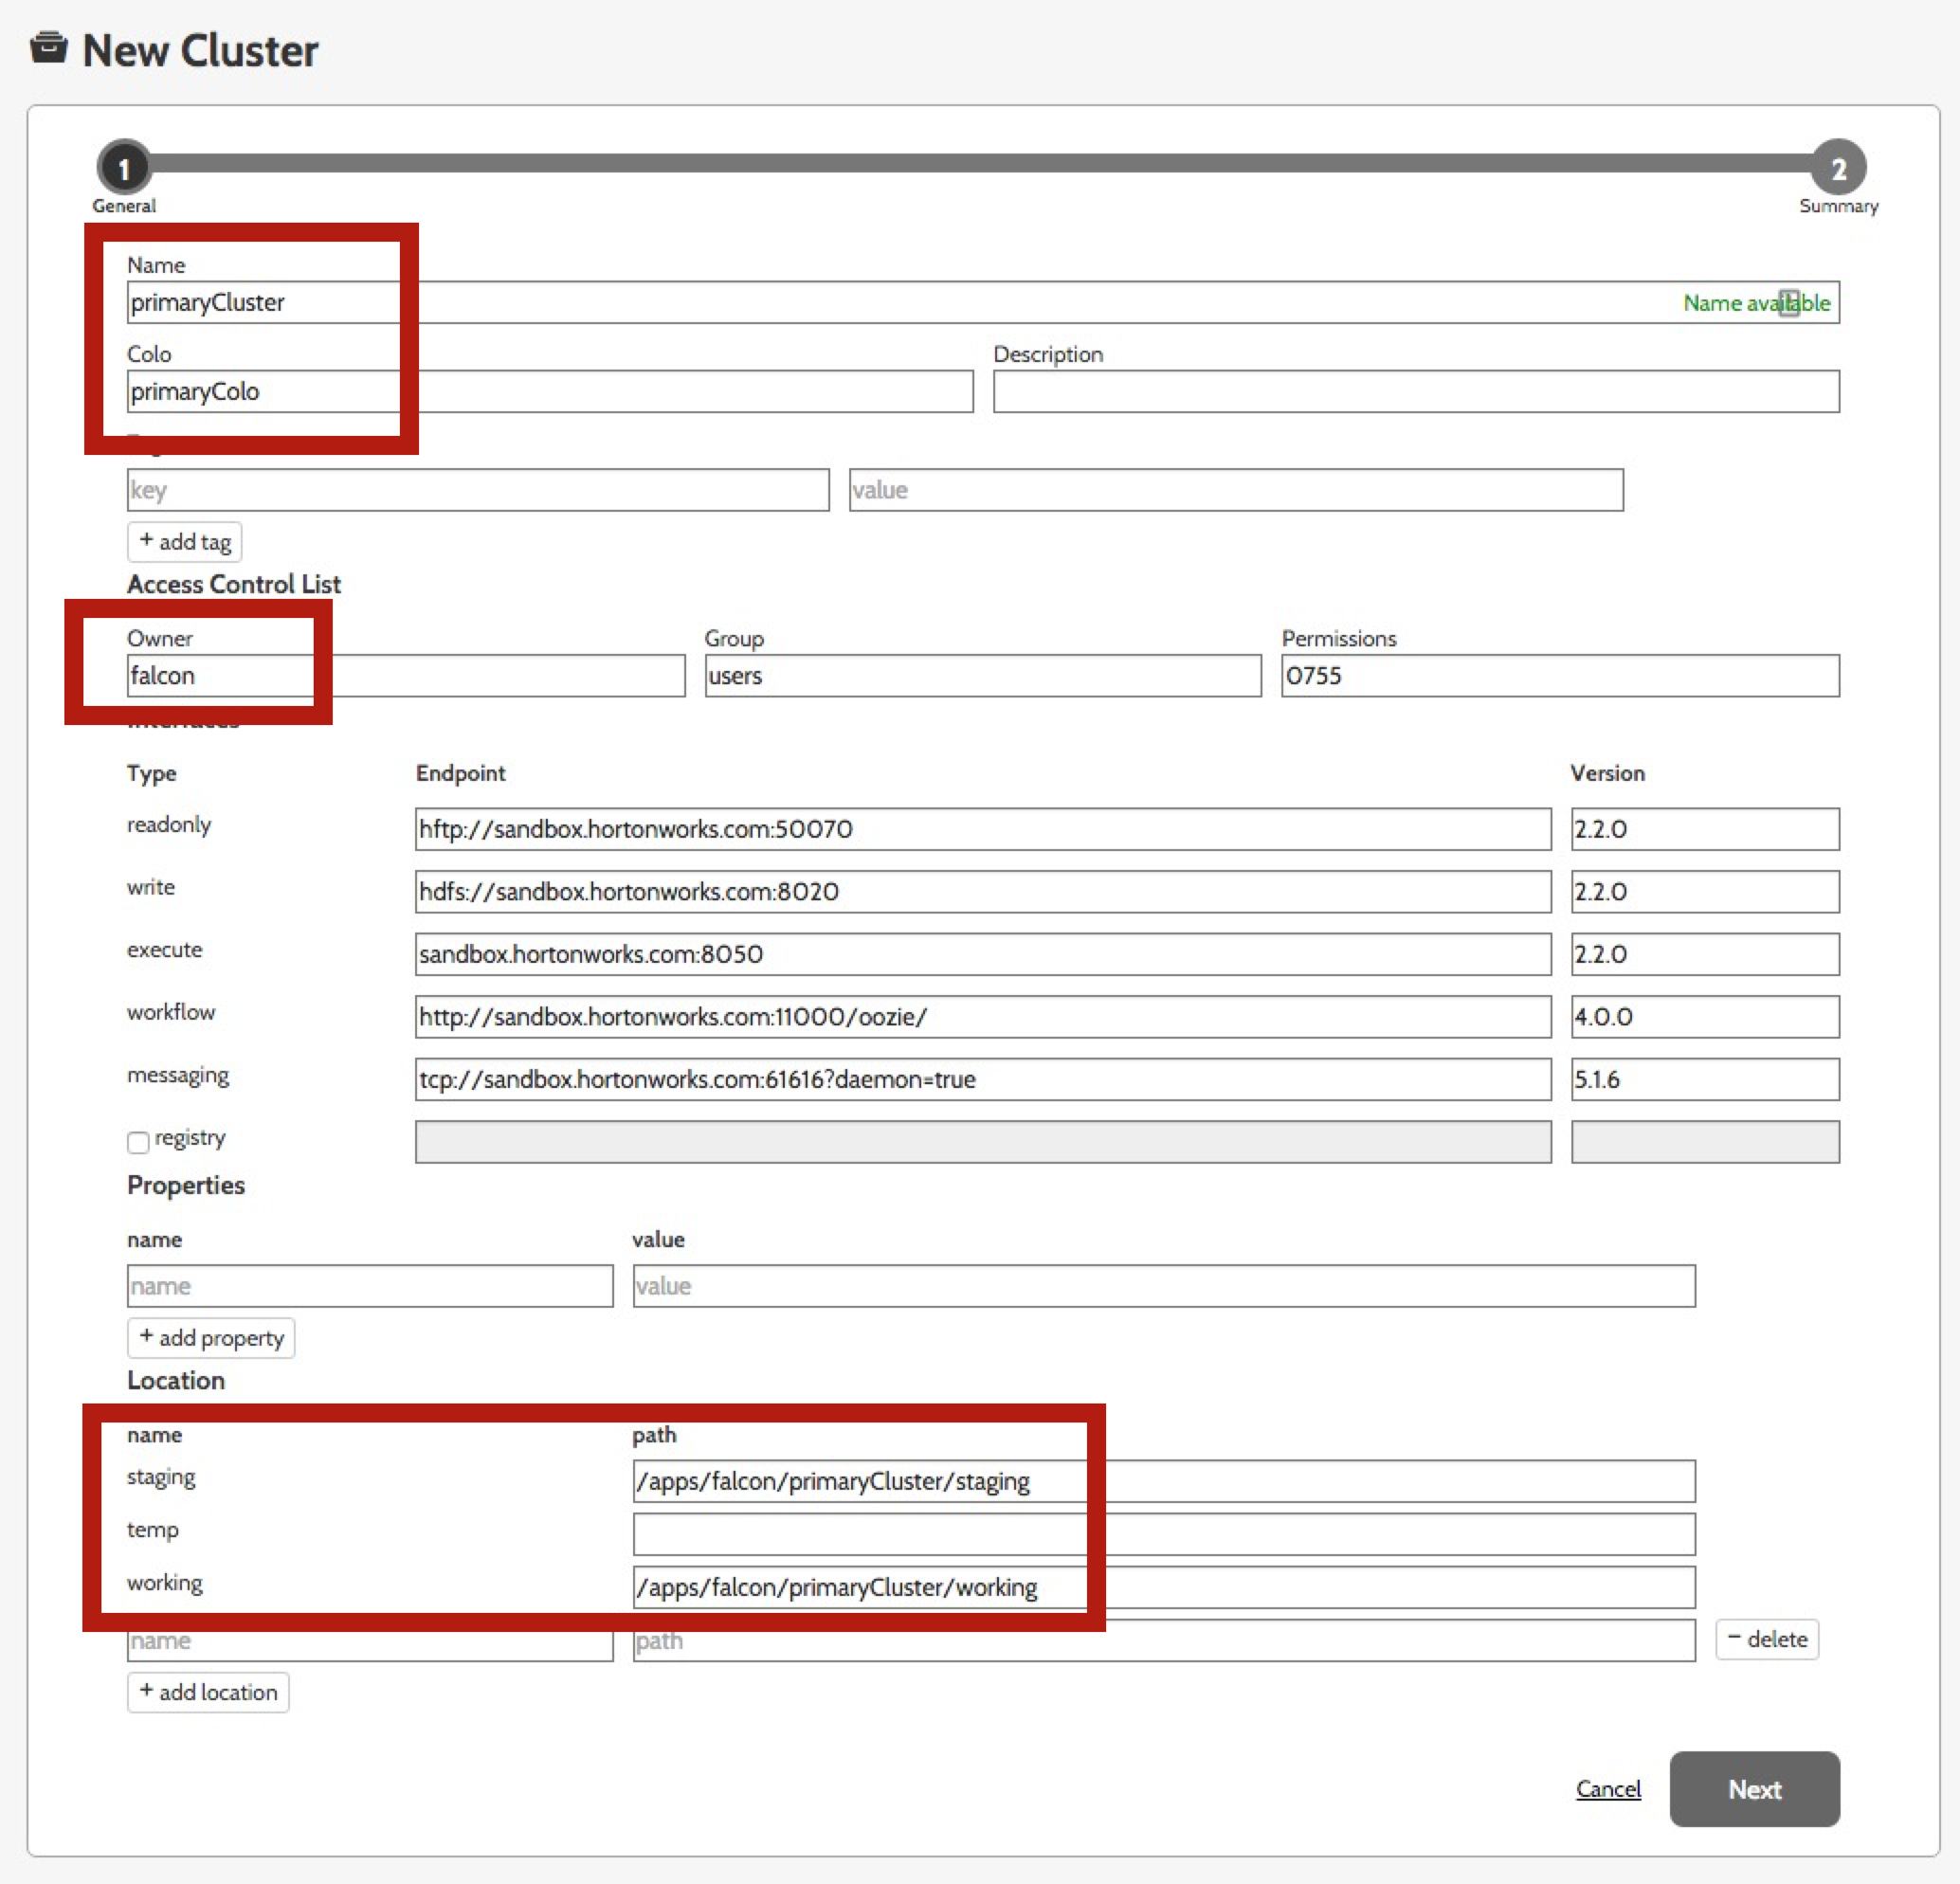 New Cluster
1
2
General
Summary
Name
primaryCluster
Name available
Colo
Description
primaryColo
key
value
+ add tag
Access Control List
Owner
Group
Permissions
falcon
users
0755
Interfaces
Type
Endpoint
Version
readonly
hftp://sandbox.hortonworks.com:50070
2.2.0
write
hdfs://sandbox.hortonworks.com:8020
2.2.0
execute
sandbox.hortonworks.com:8050
2.2.0
workflow
http://sandbox.hortonworks.com:11000/oozie/
4.0.0
messaging
tcp://sandbox.hortonworks.com:61616?daemon=true
5.1.6
registry
Properties
name
value
name
value
+ add property
Location
name
path
staging
/apps/falcon/primaryCluster/staging
temp
working
/apps/falcon/primaryCluster/working
name
path
- delete
+ add location
Cancel
Next